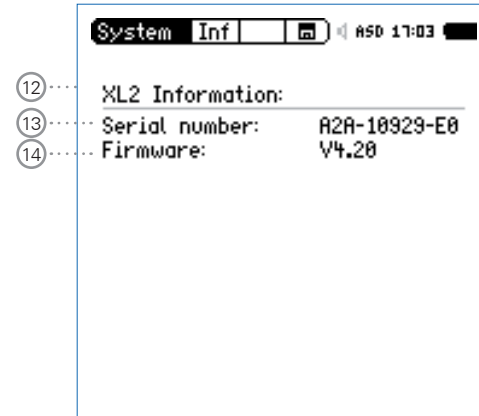 System Inf ASD 17:03
12 XL2 Information:
13 Serial number: A2A-10929-E0
14 Firmware: V4.20